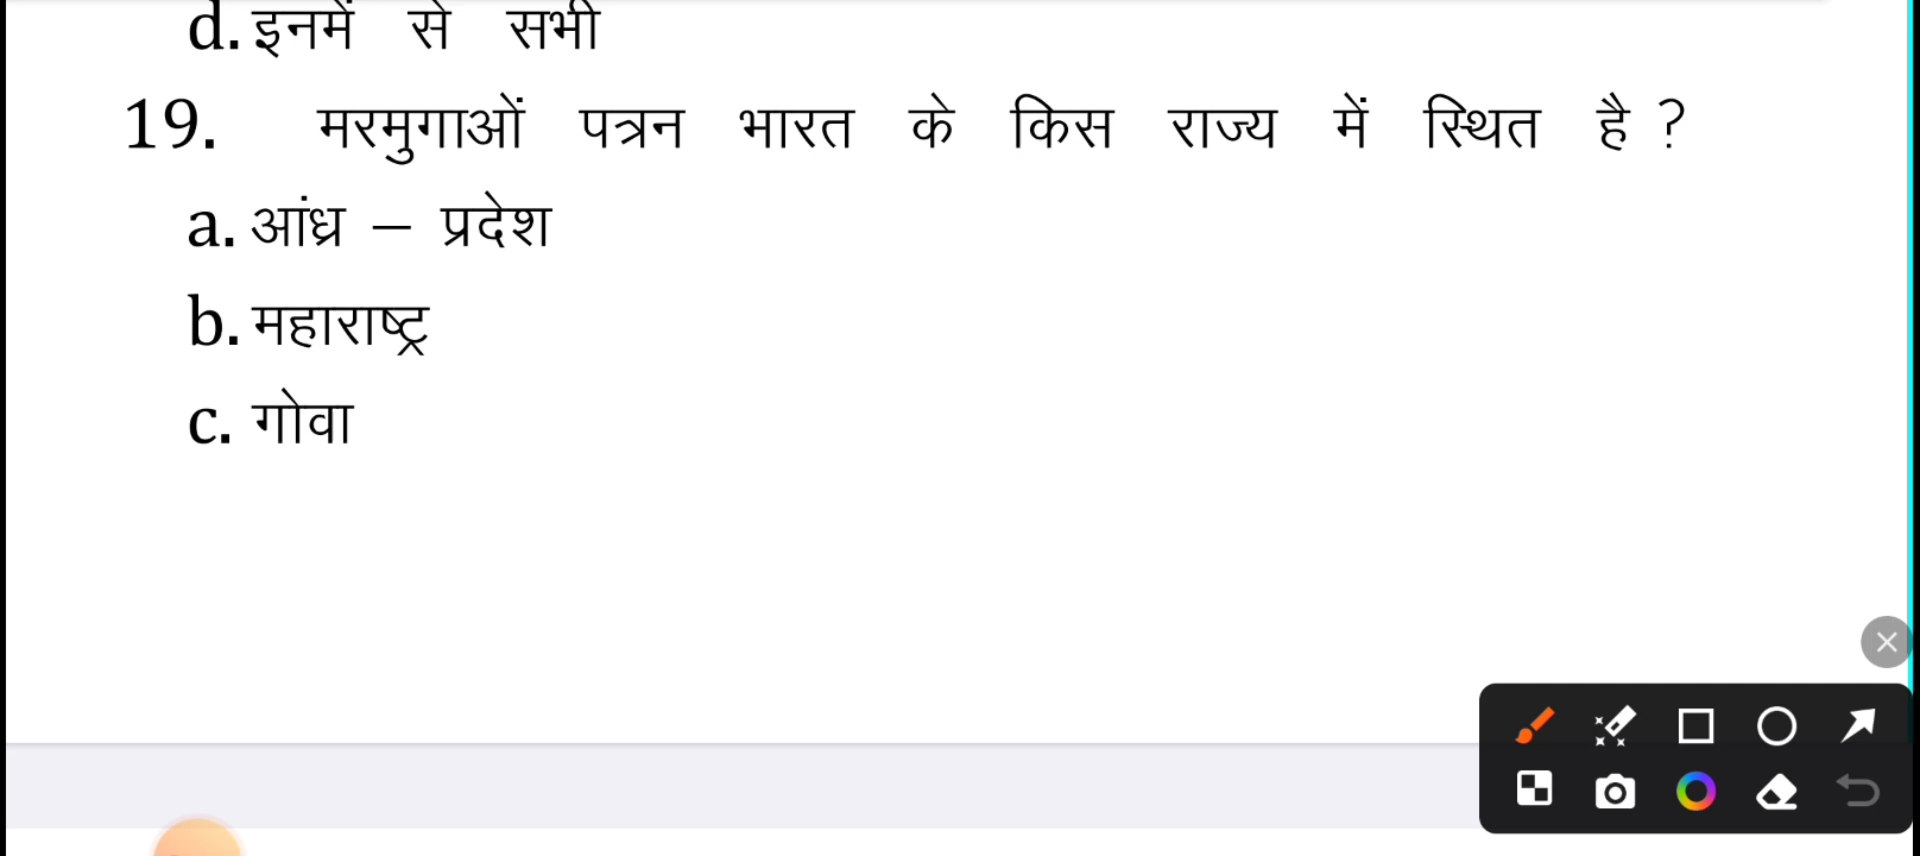 d. इनमें से सभी
19. मरमुगाओं पत्रन भारत के किस राज्य में स्थित है ?
a. आंध्र – प्रदेश
b. महाराष्ट्र
c. गोवा